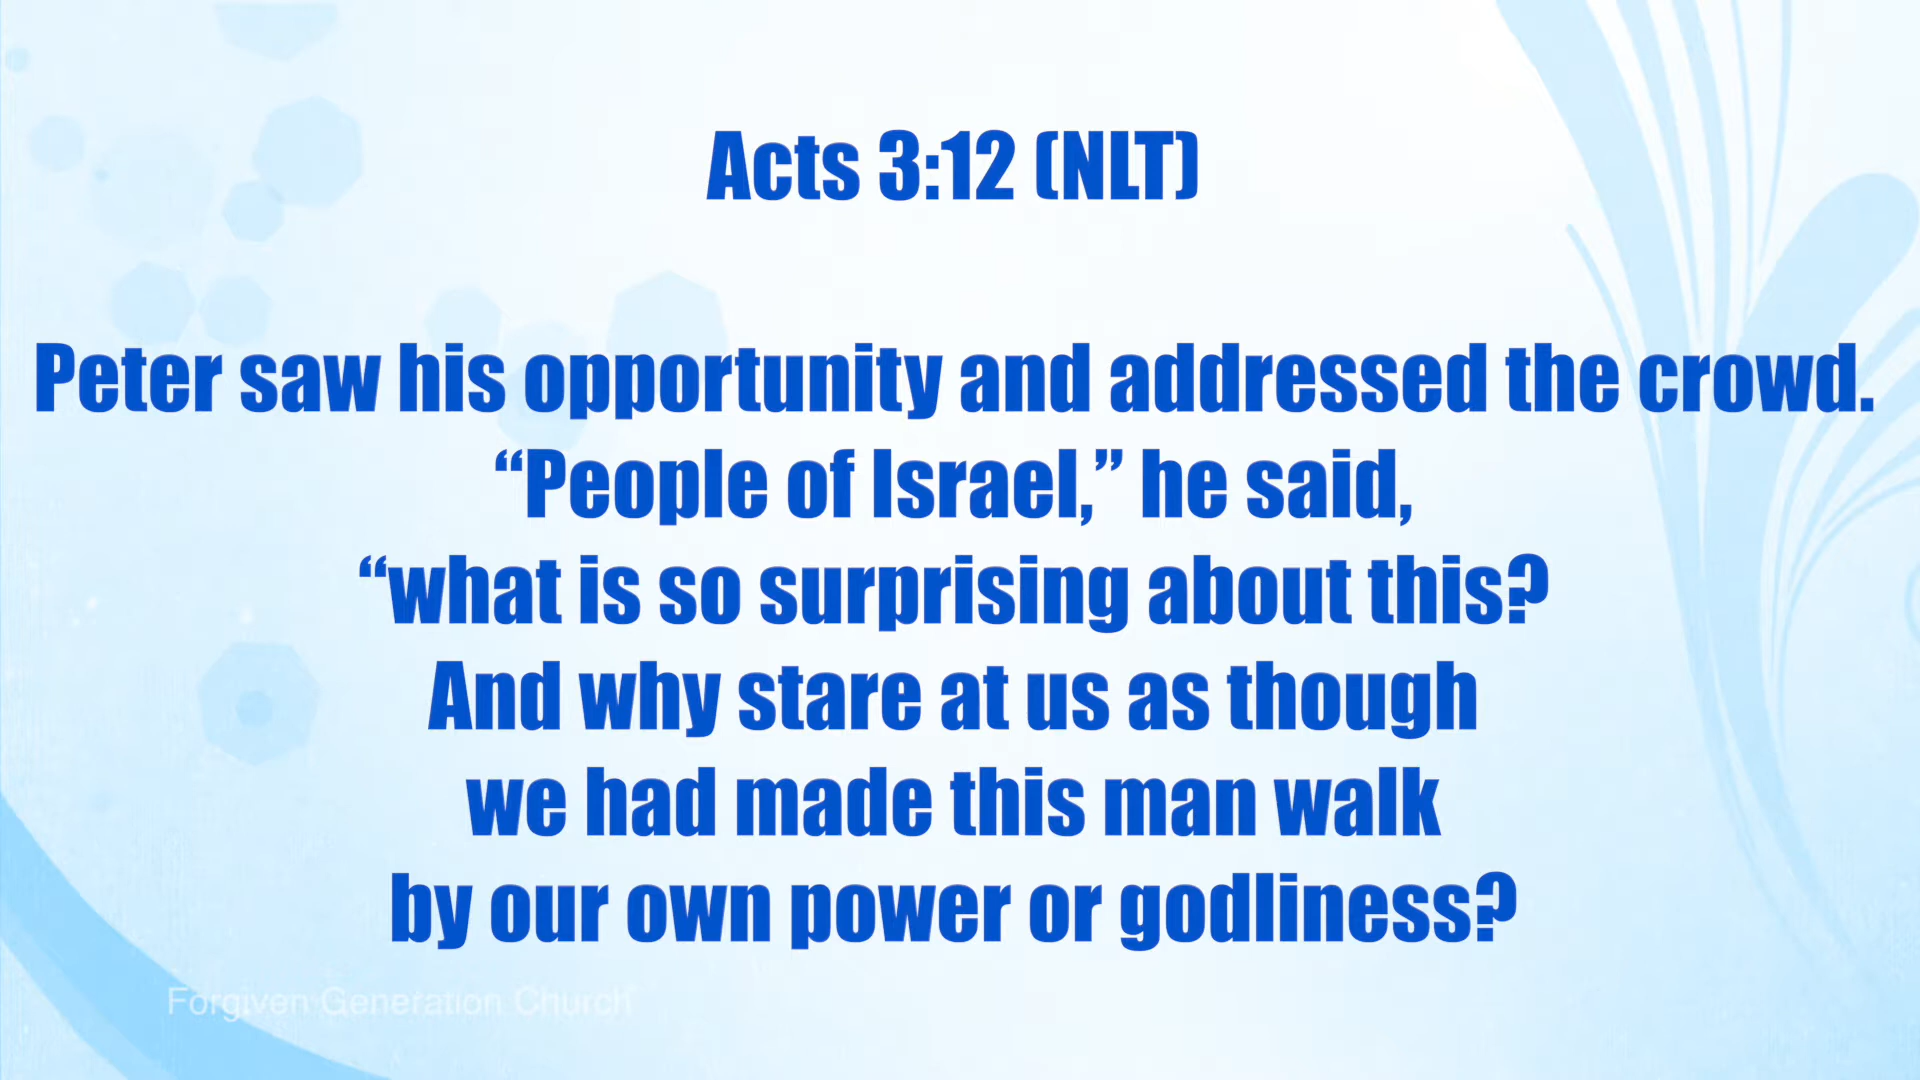 Acts 3:12 (NLT)
Peter saw his opportunity and addressed the crowd.
“People of Israel,” he said,
“what is so surprising about this?
And why stare at us as though
we had made this man walk
by our own power or godliness?
Forgiven Generation Church